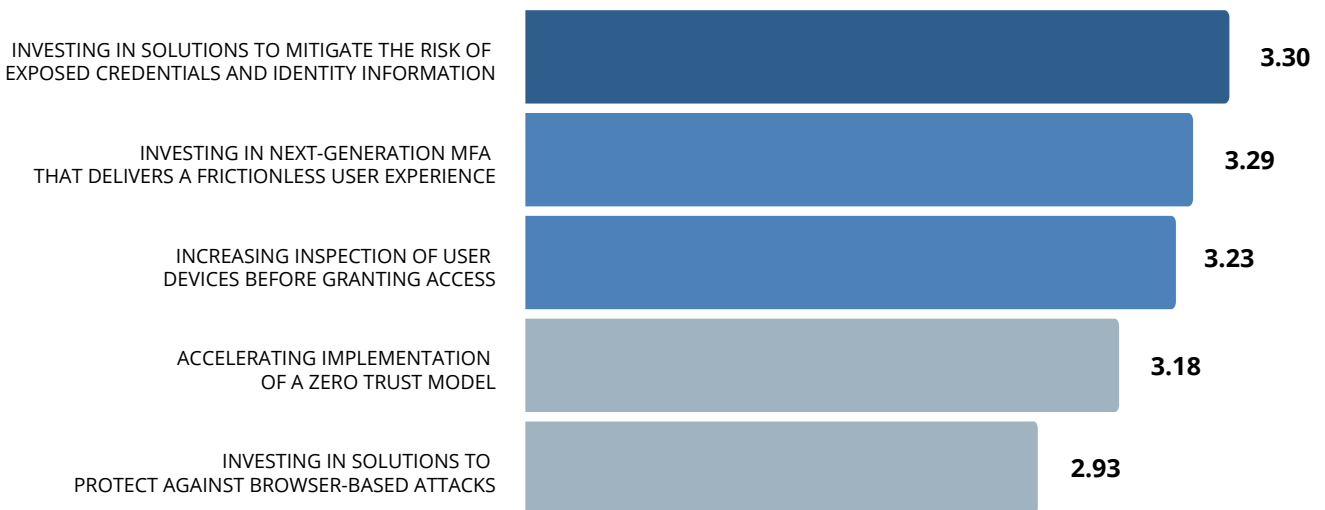 INVESTING IN SOLUTIONS TO MITIGATE THE RISK OF
EXPOSED CREDENTIALS AND IDENTITY INFORMATION
3.30
INVESTING IN NEXT-GENERATION MFA
THAT DELIVERS A FRICTIONLESS USER EXPERIENCE
3.29
INCREASING INSPECTION OF USER
DEVICES BEFORE GRANTING ACCESS
3.23
ACCELERATING IMPLEMENTATION
OF A ZERO TRUST MODEL
3.18
INVESTING IN SOLUTIONS TO
PROTECT AGAINST BROWSER-BASED ATTACKS
2.93